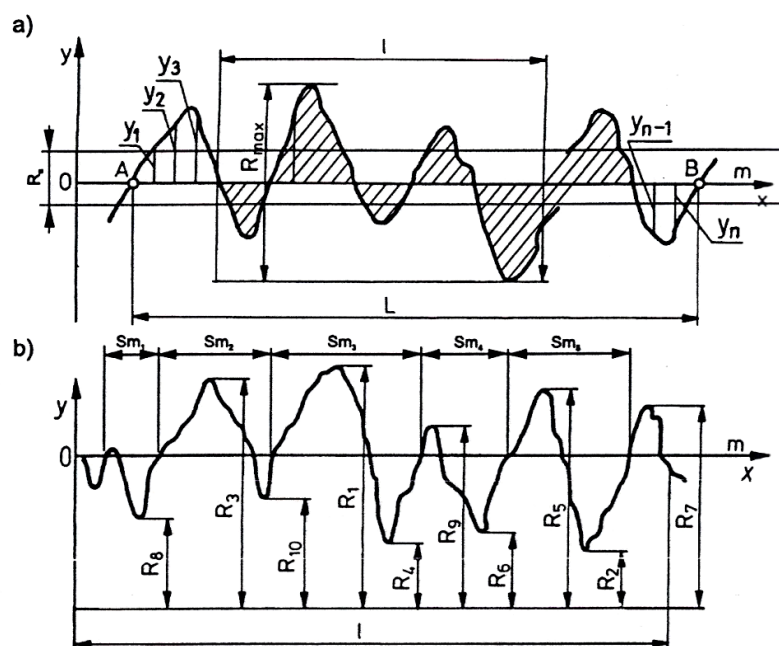 a)
y
l
y3
y2
y1
A
Rmax
Ra
0
yn-1
B
m
x
yn
L
b)
Sm1
Sm2
Sm3
Sm4
Sm5
y
0
m
x
R8
R3
R10
R1
R4
R9
R6
R5
R2
R7
l